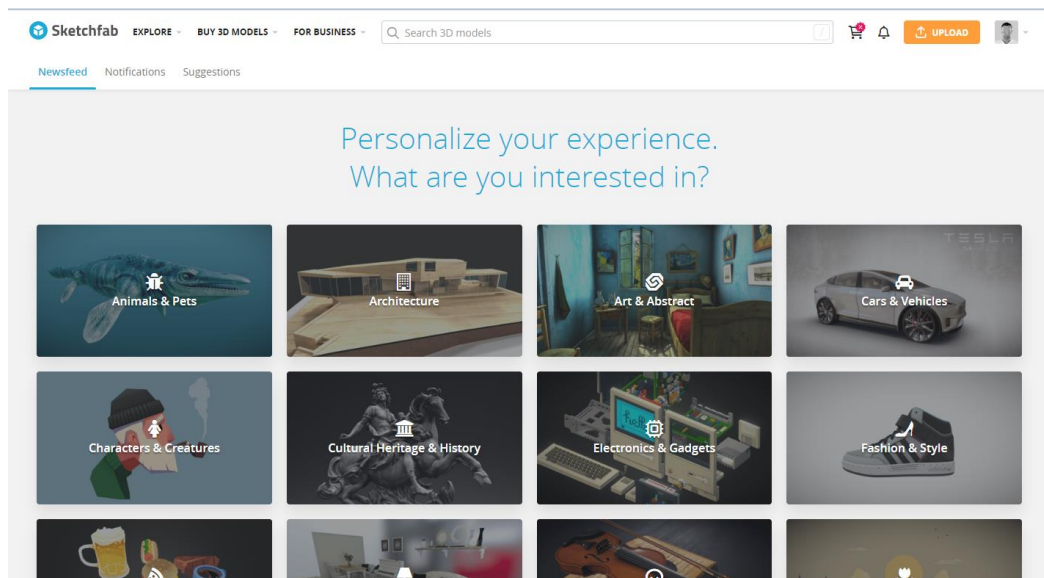 Sketchfab EXPLORE BUY 3D MODELS FOR BUSINESS Search 3D models / UPLOAD
Newsfeed Notifications Suggestions
Personalize your experience.
What are you interested in?
TESLA
Animals & Pets Architecture Art & Abstract Cars & Vehicles
hello
Characters & Creatures Cultural Heritage & History Electronics & Gadgets Fashion & Style